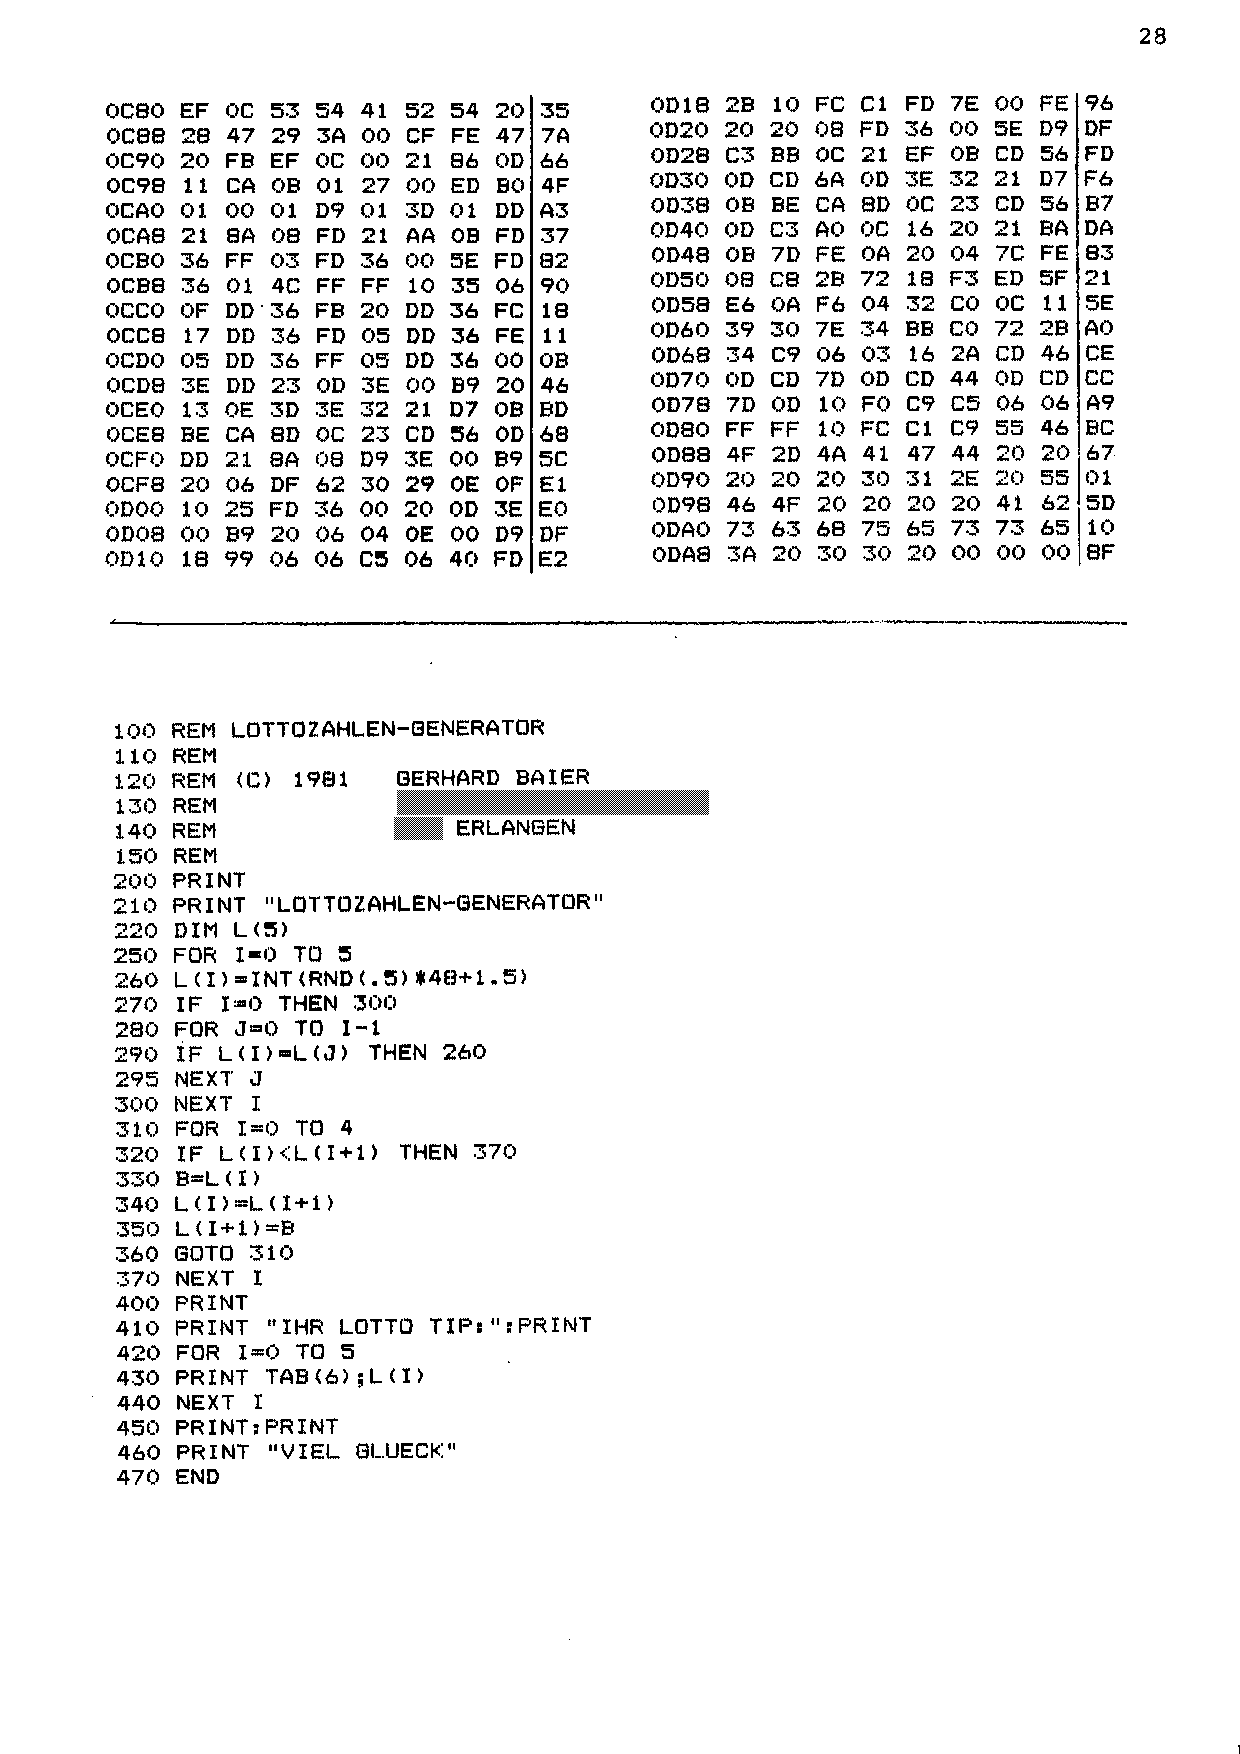 28
0C80 EF 0C 53 54 41 52 54 20 35
0C88 28 47 29 3A 00 CF FE 47 7A
0C90 20 FB EF 0C 00 21 86 0D 66
0C98 11 CA 0B 01 27 00 ED B0 4F
0CA0 01 00 01 D9 01 3D 01 DD A3
0CA8 21 8A 08 FD 21 AA 0B FD 37
0CB0 36 FF 03 FD 36 00 5E FD 82
0CB8 36 01 4C FF FF 10 35 06 90
0CC0 0F DD 36 FB 20 DD 36 FC 18
0CC8 17 DD 36 FD 05 DD 36 FE 11
0CD0 05 DD 36 FF 05 DD 36 00 0B
0CD8 3E DD 23 0D 3E 00 B9 20 46
0CE0 13 0E 3D 3E 32 21 D7 0B BD
0CE8 BE CA 8D 0C 23 CD 56 0D 68
0CF0 DD 21 8A 08 D9 3E 00 B9 5C
0CF8 20 06 DF 62 30 29 0E 0F E1
0D00 10 25 FD 36 00 20 0D 3E E0
0D08 00 B9 20 06 04 0E 00 D9 DF
0D10 18 99 06 06 C5 06 40 FD E2
0D18 2B 10 FC C1 FD 7E 00 FE 96
0D20 20 20 08 FD 36 00 5E D9 DF
0D28 C3 BB 0C 21 EF 0B CD 56 FD
0D30 0D CD 6A 0D 3E 32 21 D7 F6
0D38 0B BE CA 8D 0C 23 CD 56 B7
0D40 0D C3 A0 0C 16 20 21 BA DA
0D48 0B 7D FE 0A 20 04 7C FE 83
0D50 08 C8 2B 72 18 F3 ED 5F 21
0D58 E6 0A F6 04 32 C0 0C 11 5E
0D60 39 30 7E 34 BB C0 72 2B A0
0D68 34 C9 06 03 16 2A CD 46 CE
0D70 0D CD 7D 0D CD 44 0D CD CC
0D78 7D 0D 10 F0 C9 C5 06 06 A9
0D80 FF FF 10 FC C1 C9 55 46 BC
0D88 4F 2D 4A 41 47 44 20 20 67
0D90 20 20 20 30 31 2E 20 55 01
0D98 46 4F 20 20 20 20 41 62 5D
0DA0 73 63 68 75 65 73 73 65 10
0DA8 3A 20 30 30 20 00 00 00 8F
100 REM LOTTOZAHLEN-GENERATOR
110 REM
120 REM (C) 1981 GERHARD BAIER
130 REM
140 REM ERLANGEN
150 REM
200 PRINT
210 PRINT "LOTTOZAHLEN-GENERATOR"
220 DIM L(5)
250 FOR I=0 TO 5
260 L(I)=INT(RND(.5)*48+1.5)
270 IF I=0 THEN 300
280 FOR J=0 TO I-1
290 IF L(I)=L(J) THEN 260
295 NEXT J
300 NEXT I
310 FOR I=0 TO 4
320 IF L(I)<L(I+1) THEN 370
330 B=L(I)
340 L(I)=L(I+1)
350 L(I+1)=B
360 GOTO 310
370 NEXT I
400 PRINT
410 PRINT "IHR LOTTO TIP:":PRINT
420 FOR I=0 TO 5
430 PRINT TAB(6);L(I)
440 NEXT I
450 PRINT:PRINT
460 PRINT "VIEL GLUECK"
470 END